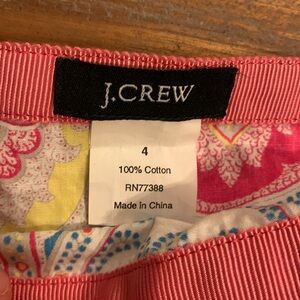 J.CREW
4
100% Cotton
RN77388
Made in China